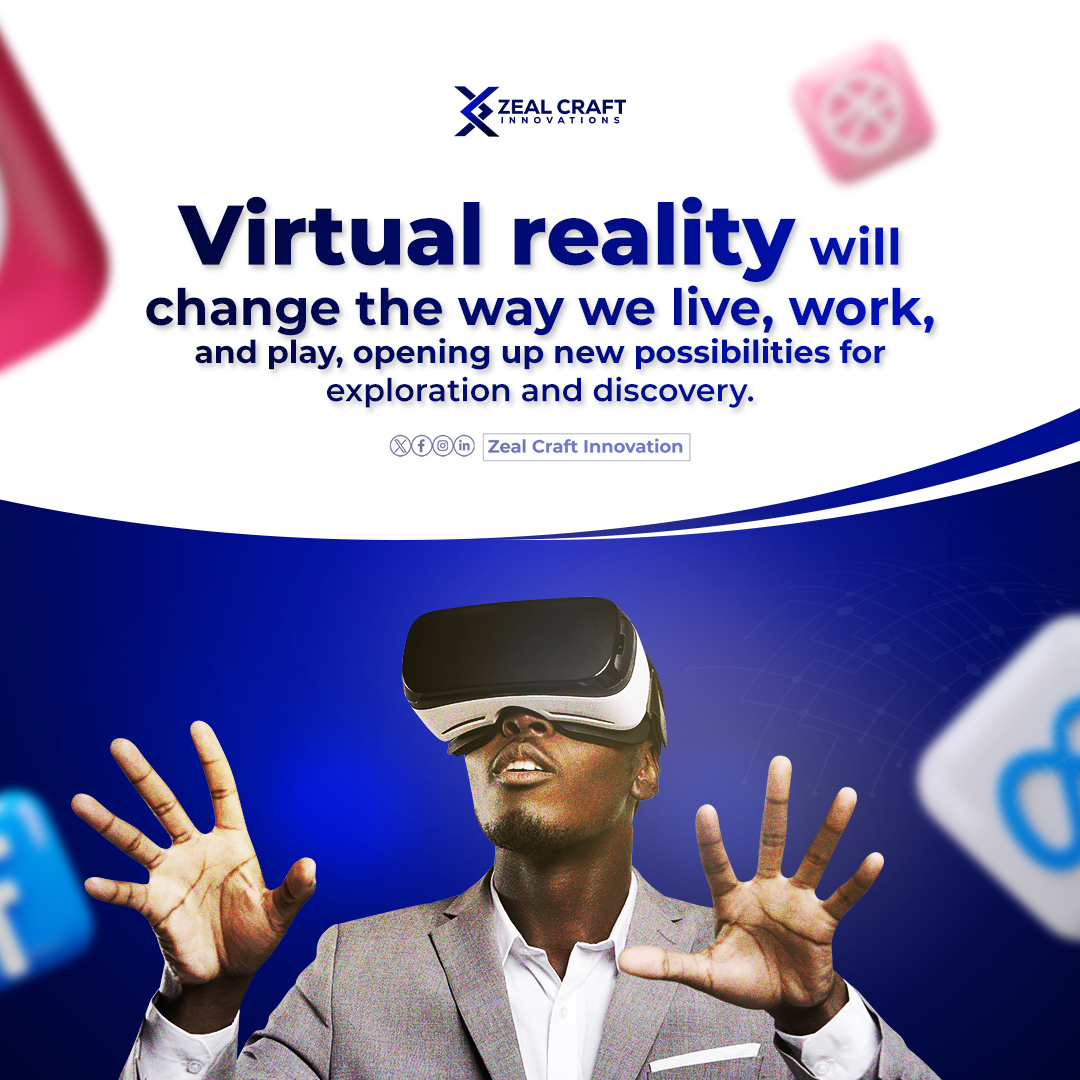 ZEAL CRAFT
INNOVATIONS
Virtual reality will
change the way we live, work,
and play, opening up new possibilities for
exploration and discovery.
Zeal Craft Innovation